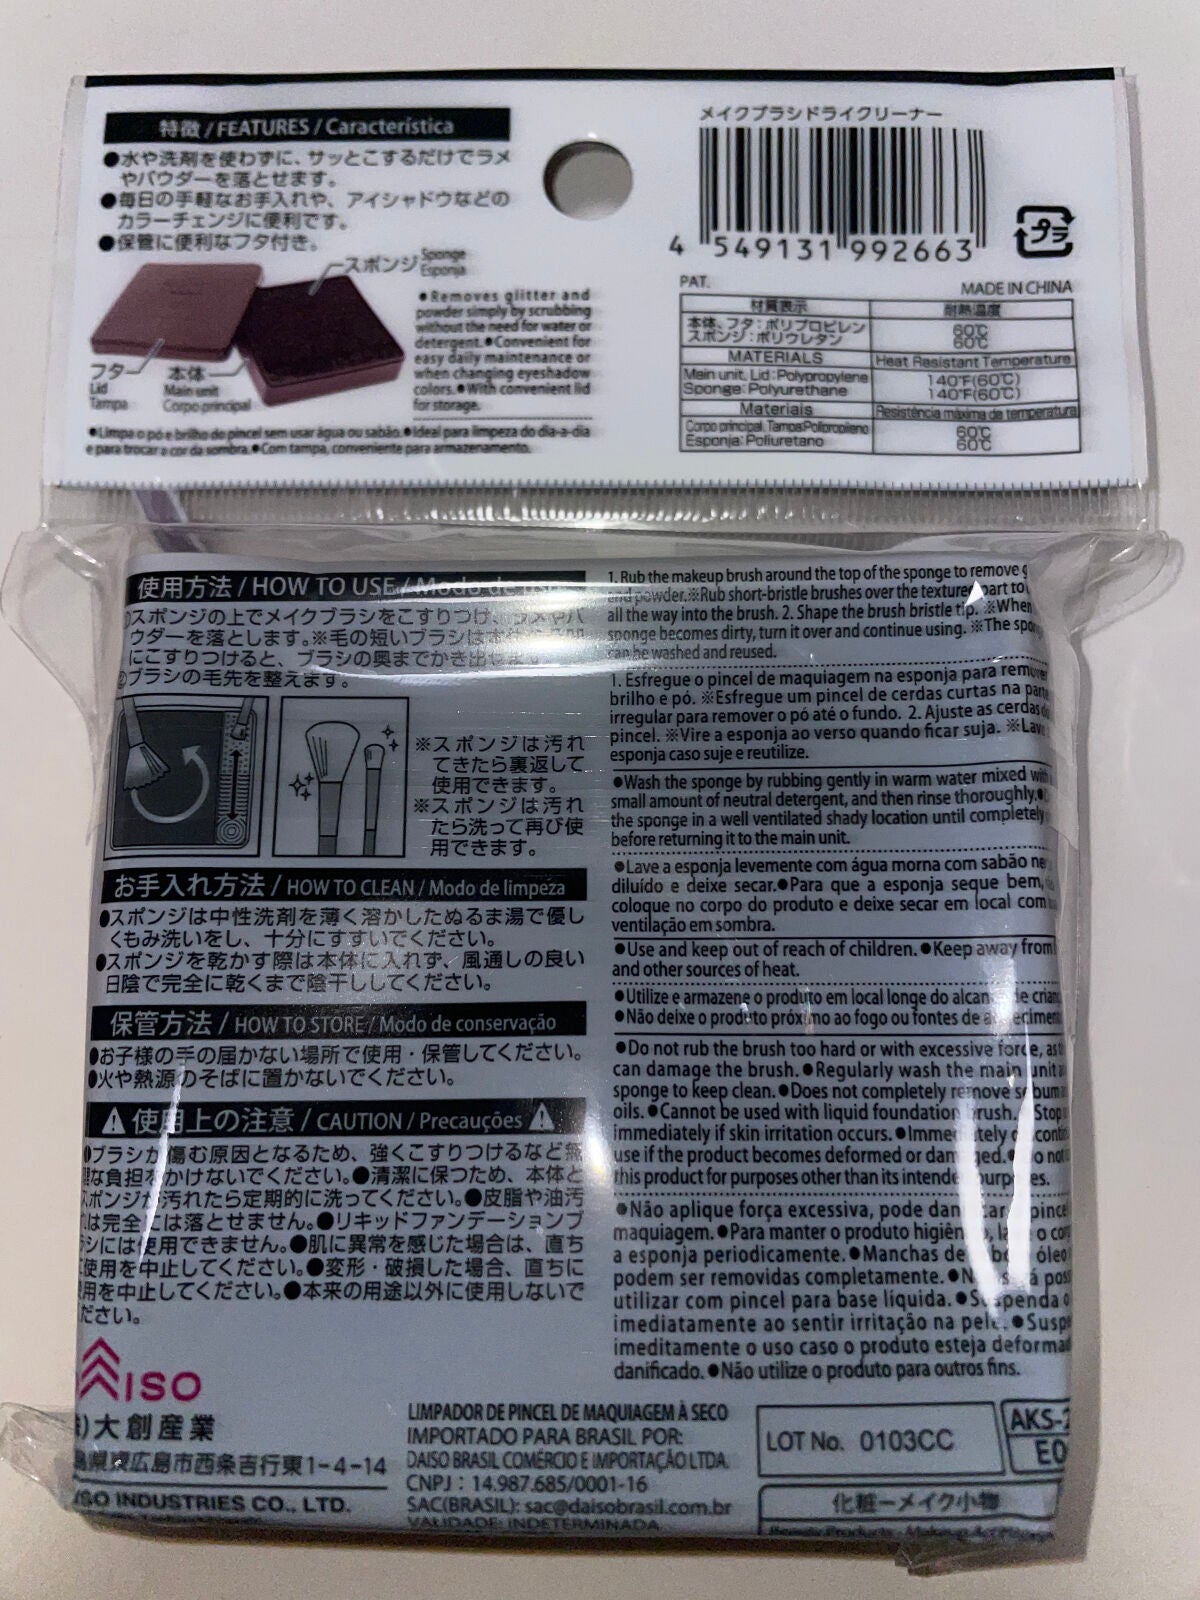 特徴 / FEATURES / Característica
●水や洗剤を使わずに、サッとこするだけでラメ
やパウダーを落とせます。
●毎日の手軽なお手入れや、アイシャドウなどの
カラーチェンジに便利です。
●保管に便利なフタ付き。
スポンジ Sponge
Esponja
フタ
Lid
Tampa
本体
Main unit
Corpo principal
●Removes glitter and
powder simply by scrubbing
without the need for water or
detergent.●Convenient for
easy daily maintenance or
when changing eyeshadow
colors.●With convenient lid
for storage.
●Limpa o pó e brilho do pincel sem usar água ou sabão.●Ideal para limpeza do dia-a-dia
e para trocar a cor da sombra.●Com tampa, conveniente para armazenamento.
メイクブラシドライクリーナー
4 549131 992663
プラ
PAT.
MADE IN CHINA
材質表示 耐熱温度
本体、フタ：ポリプロピレン 60℃
スポンジ：ポリウレタン 60℃
MATERIALS Heat Resistant Temperature
Main unit, Lid : Polypropylene 140°F(60℃)
Sponge : Polyurethane 140°F(60℃)
Materiais Resistência máxima de temperatura
Corpo principal, Tampa:Polipropileno 60℃
Esponja: Poliuretano 60℃
使用方法 / HOW TO USE / Modo de
スポンジの上でメイクブラシをこすりつけ、ラメやパ
ウダーを落とします。※毛の短いブラシは
にこすりつけると、ブラシの奥までかき出せます
②ブラシの毛先を整えます。
※スポンジは汚れ
てきたら裏返して
使用できます。
※スポンジは汚れ
たら洗って再び使
用できます。
お手入れ方法 / HOW TO CLEAN / Modo de limpeza
●スポンジは中性洗剤を薄く溶かしたぬるま湯で優し
くもみ洗いをし、十分にすすいでください。
●スポンジを乾かす際は本体に入れず、風通しの良い
日陰で完全に乾くまで陰干ししてください。
保管方法 / HOW TO STORE / Modo de conservação
●お子様の手の届かない場所で使用・保管してください。
●火や熱源のそばに置かないでください。
⚠使用上の注意 / CAUTION / Precauções⚠
●ブラシが傷む原因となるため、強くこすりつけるなど無
理な負担をかけないでください。●清潔に保つため、本体と
スポンジが汚れたら定期的に洗ってください。●皮脂や油汚
れは完全には落とせません。●リキッドファンデーションブ
ラシには使用できません。●肌に異常を感じた場合は、直ち
に使用を中止してください。●変形・破損した場合、直ちに
使用を中止してください。●本来の用途以外に使用しないで
ください。
1. Rub the makeup brush around the top of the sponge to remove
and powder.※Rub short-bristle brushes over the textured part to
all the way into the brush. 2. Shape the brush bristle tip. ※When
sponge becomes dirty, turn it over and continue using. ※The
can be washed and reused.
1. Esfregue o pincel de maquiagem na esponja para remover
brilho e pó. ※Esfregue um pincel de cerdas curtas na parte
irregular para remover o pó até o fundo. 2. Ajuste as cerdas
pincel. ※Vire a esponja ao verso quando ficar suja. ※
esponja caso suje e reutilize.
●Wash the sponge by rubbing gently in warm water mixed with
small amount of neutral detergent, and then rinse thoroughly.●
the sponge in a well ventilated shady location until completely
before returning it to the main unit.
●Lave a esponja levemente com água morna com sabão
diluído e deixe secar.●Para que a esponja seque bem,
coloque no corpo do produto e deixe secar em local com
ventilação em sombra.
●Use and keep out of reach of children.●Keep away from
and other sources of heat.
●Utilize e armazene o produto em local longe do de
●Não deixe o produto próximo ao fogo ou fontes de
●Do not rub the brush too hard or with excessive force, as
can damage the brush.●Regularly wash the main unit
sponge to keep clean.●Does not completely remove sebum
oils.●Cannot be used with liquid foundation brush.●Stop
immediately if skin irritation occurs.●Immediately
use if the product becomes deformed or damaged.●Do not
this product for purposes other than its intended purposes.
●Não aplique força excessiva, pode
maquiagem.●Para manter o produto o
a esponja periodicamente.●Manchas de óleo
podem ser removidas completamente.●
utilizar com pincel para base líquida.●Suspenda o
imediatamente ao sentir irritação na pele.●
imeditamente o uso caso o produto esteja
danificado.●Não utilize o produto para outros fins.
大創産業
広島市西条吉行東1-4-14
INDUSTRIES CO., LTD.
LIMPADOR DE PINCEL DE MAQUIAGEM À SECO
IMPORTADO PARA BRASIL POR:
DAISO BRASIL COMÉRCIO E IMPORTAÇÃO LTDA.
CNPJ : 14.987.685/0001-16
SAC(BRASIL): sac@daisobrasil.com.br
VALIDADE: INDETERMINADA
LOT No. 0103CC
AKS-
化粧－メイク小物